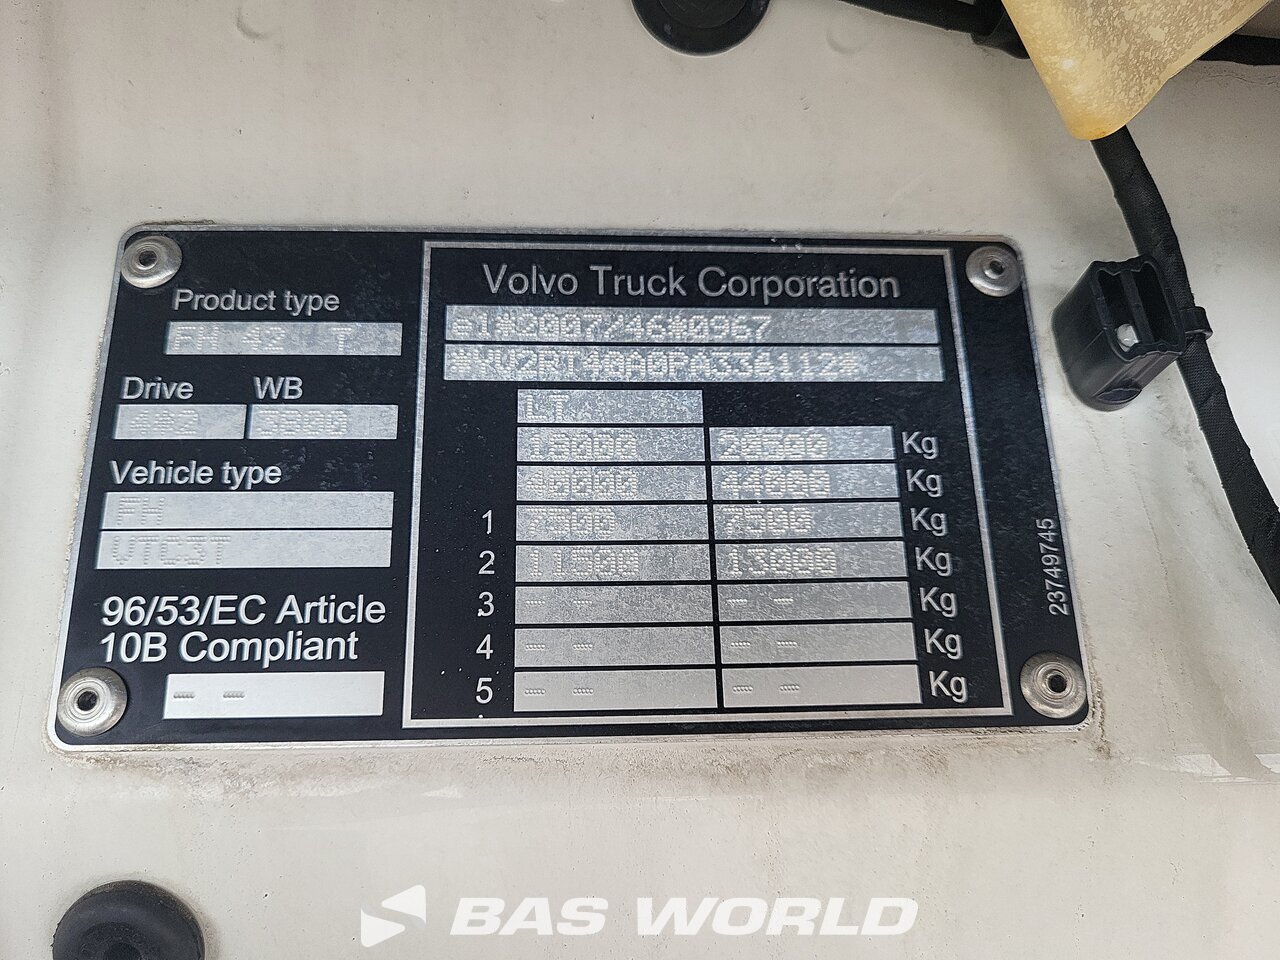 Volvo Truck Corporation
Product type
FH 42 T
e1*2007/46*0967
*YV2RT40A0PA336112*
Drive WB
4*2 3800
LT
18000 20500 Kg
Vehicle type
40000 44000 Kg
FH
1 7500 7500 Kg
VTC3T
2 11500 13000 Kg
96/53/EC Article
10B Compliant
3 -- -- Kg
4 -- -- Kg
-- --
5 -- -- Kg
23749745
BAS WORLD